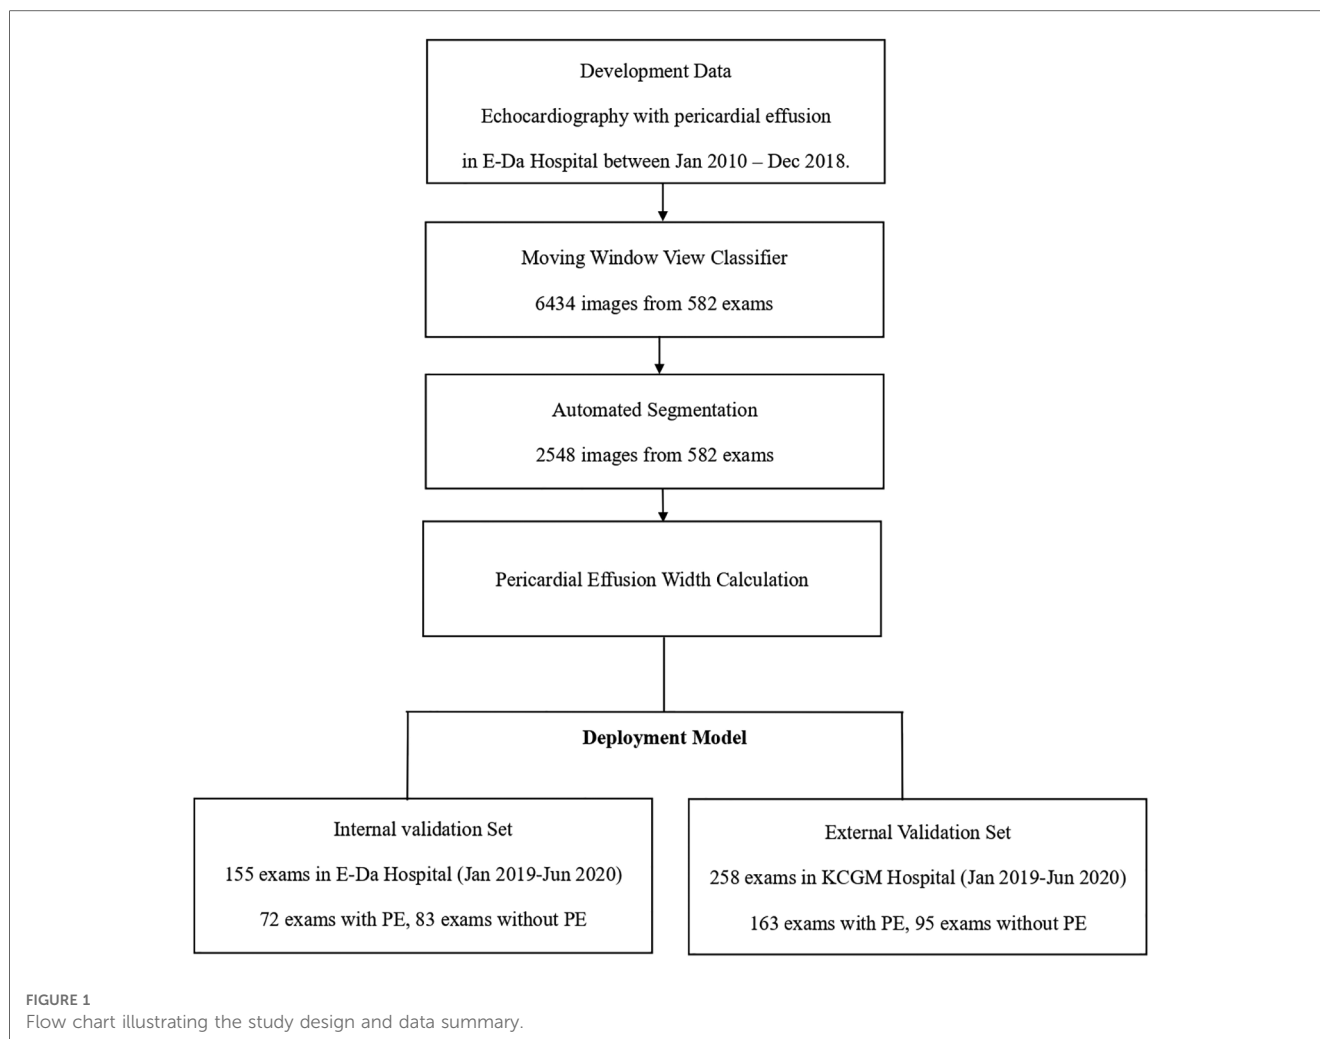 Development Data
Echocardiography with pericardial effusion
in E-Da Hospital between Jan 2010 – Dec 2018.
Moving Window View Classifier
6434 images from 582 exams
Automated Segmentation
2548 images from 582 exams
Pericardial Effusion Width Calculation
Deployment Model
Internal validation Set
155 exams in E-Da Hospital (Jan 2019-Jun 2020)
72 exams with PE, 83 exams without PE
External Validation Set
258 exams in KCGM Hospital (Jan 2019-Jun 2020)
163 exams with PE, 95 exams without PE
FIGURE 1
Flow chart illustrating the study design and data summary.